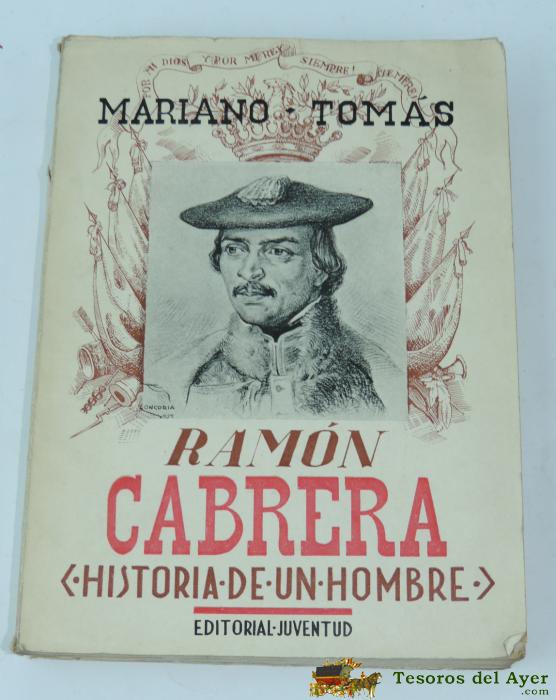 POR MI DIOS Y POR MI REY SIEMPRE! SIEMPRE!
MARIANO · TOMÁS
RAMÓN
CABRERA
<·HISTORIA·DE·UN·HOMBRE·>
EDITORIAL·JUVENTUD
Tesoros del Ayer
.com